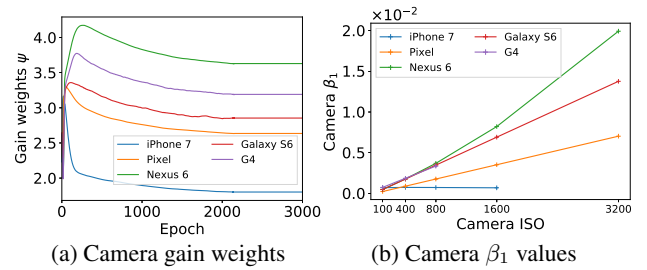 4.0
3.5
3.0
2.5
2.0
Gain weights ψ
iPhone 7
Pixel
Nexus 6
Galaxy S6
G4
0
1000
2000
3000
Epoch
(a) Camera gain weights
×10⁻²
2.0
1.5
1.0
0.5
0.0
Camera β₁
iPhone 7
Pixel
Nexus 6
Galaxy S6
G4
100 400 800 1600 3200
Camera ISO
(b) Camera β₁ values